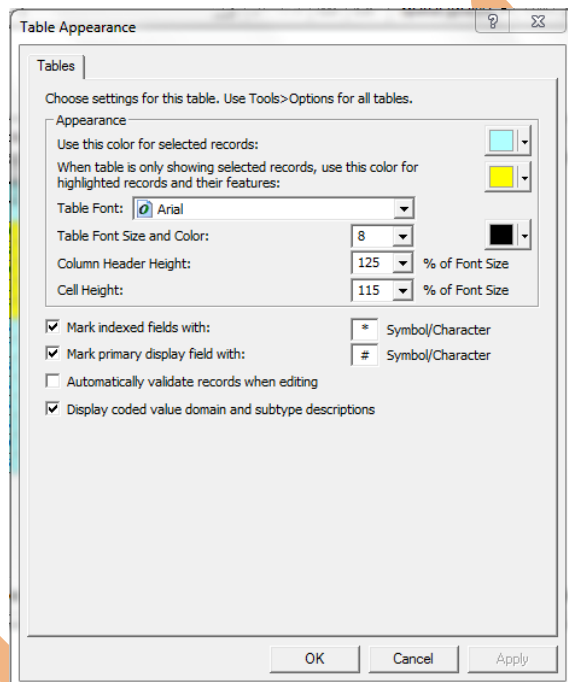 Table Appearance
?
Tables
Choose settings for this table. Use Tools>Options for all tables.
Appearance
Use this color for selected records:
When table is only showing selected records, use this color for
highlighted records and their features:
Table Font: Arial
Table Font Size and Color: 8
Column Header Height: 125 % of Font Size
Cell Height: 115 % of Font Size
Mark indexed fields with: * Symbol/Character
Mark primary display field with: # Symbol/Character
Automatically validate records when editing
Display coded value domain and subtype descriptions
OK Cancel Apply